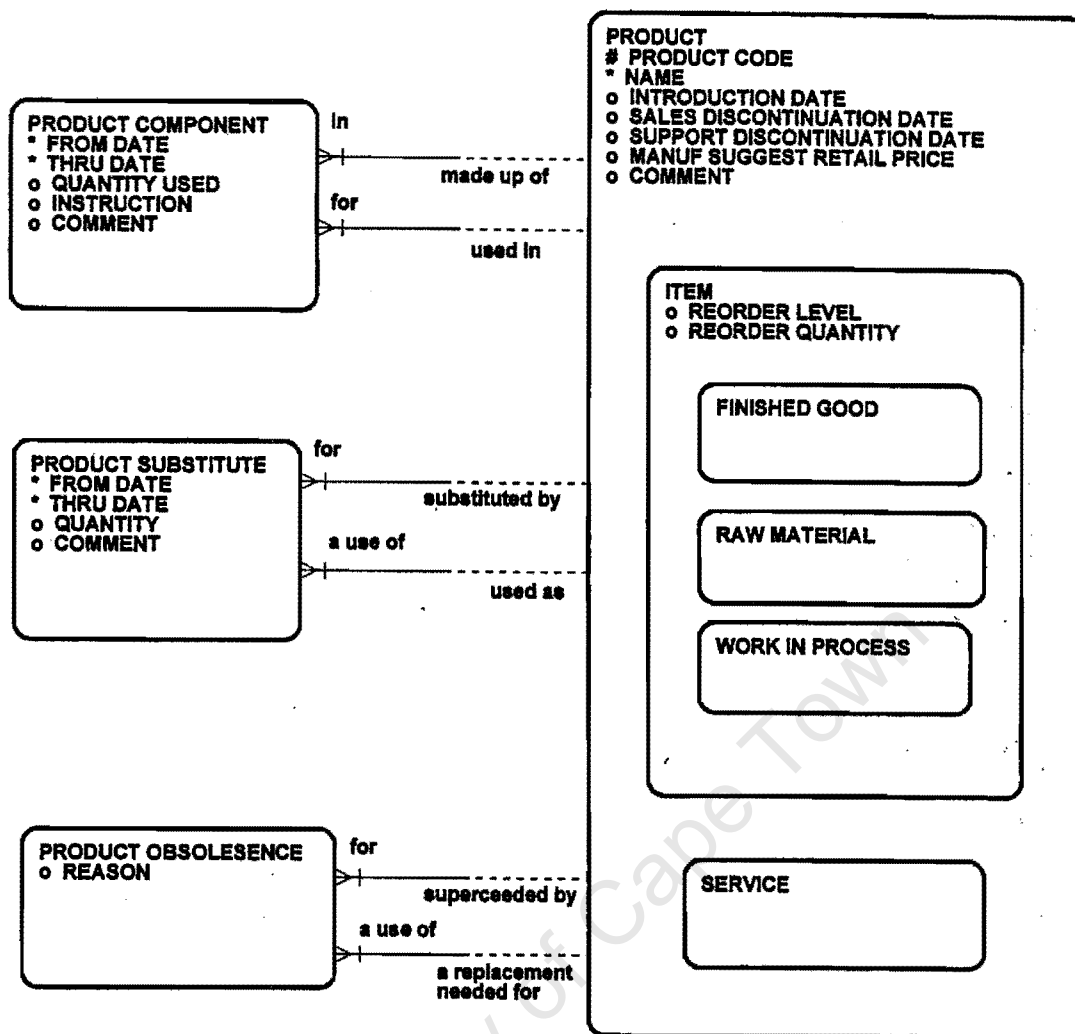 PRODUCT COMPONENT
* FROM DATE
* THRU DATE
o QUANTITY USED
o INSTRUCTION
o COMMENT
in
made up of
for
used in
PRODUCT SUBSTITUTE
* FROM DATE
* THRU DATE
o QUANTITY
o COMMENT
for
substituted by
a use of
used as
PRODUCT OBSOLESENCE
o REASON
for
superceeded by
a use of
a replacement
needed for
PRODUCT
# PRODUCT CODE
* NAME
o INTRODUCTION DATE
o SALES DISCONTINUATION DATE
o SUPPORT DISCONTINUATION DATE
o MANUF SUGGEST RETAIL PRICE
o COMMENT
ITEM
o REORDER LEVEL
o REORDER QUANTITY
FINISHED GOOD
RAW MATERIAL
WORK IN PROCESS
SERVICE
of Cape Town